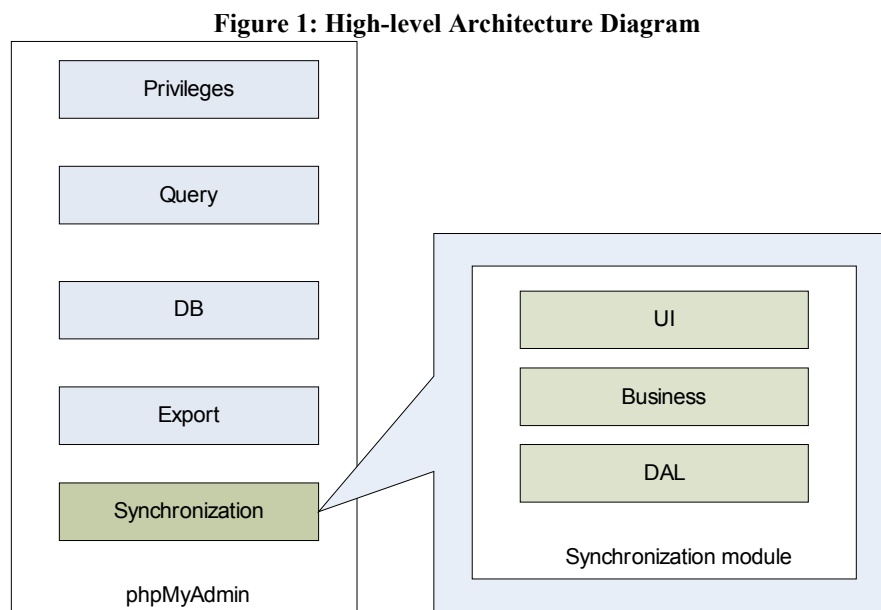 Figure 1: High-level Architecture Diagram
Privileges
Query
DB
Export
Synchronization
phpMyAdmin
UI
Business
DAL
Synchronization module